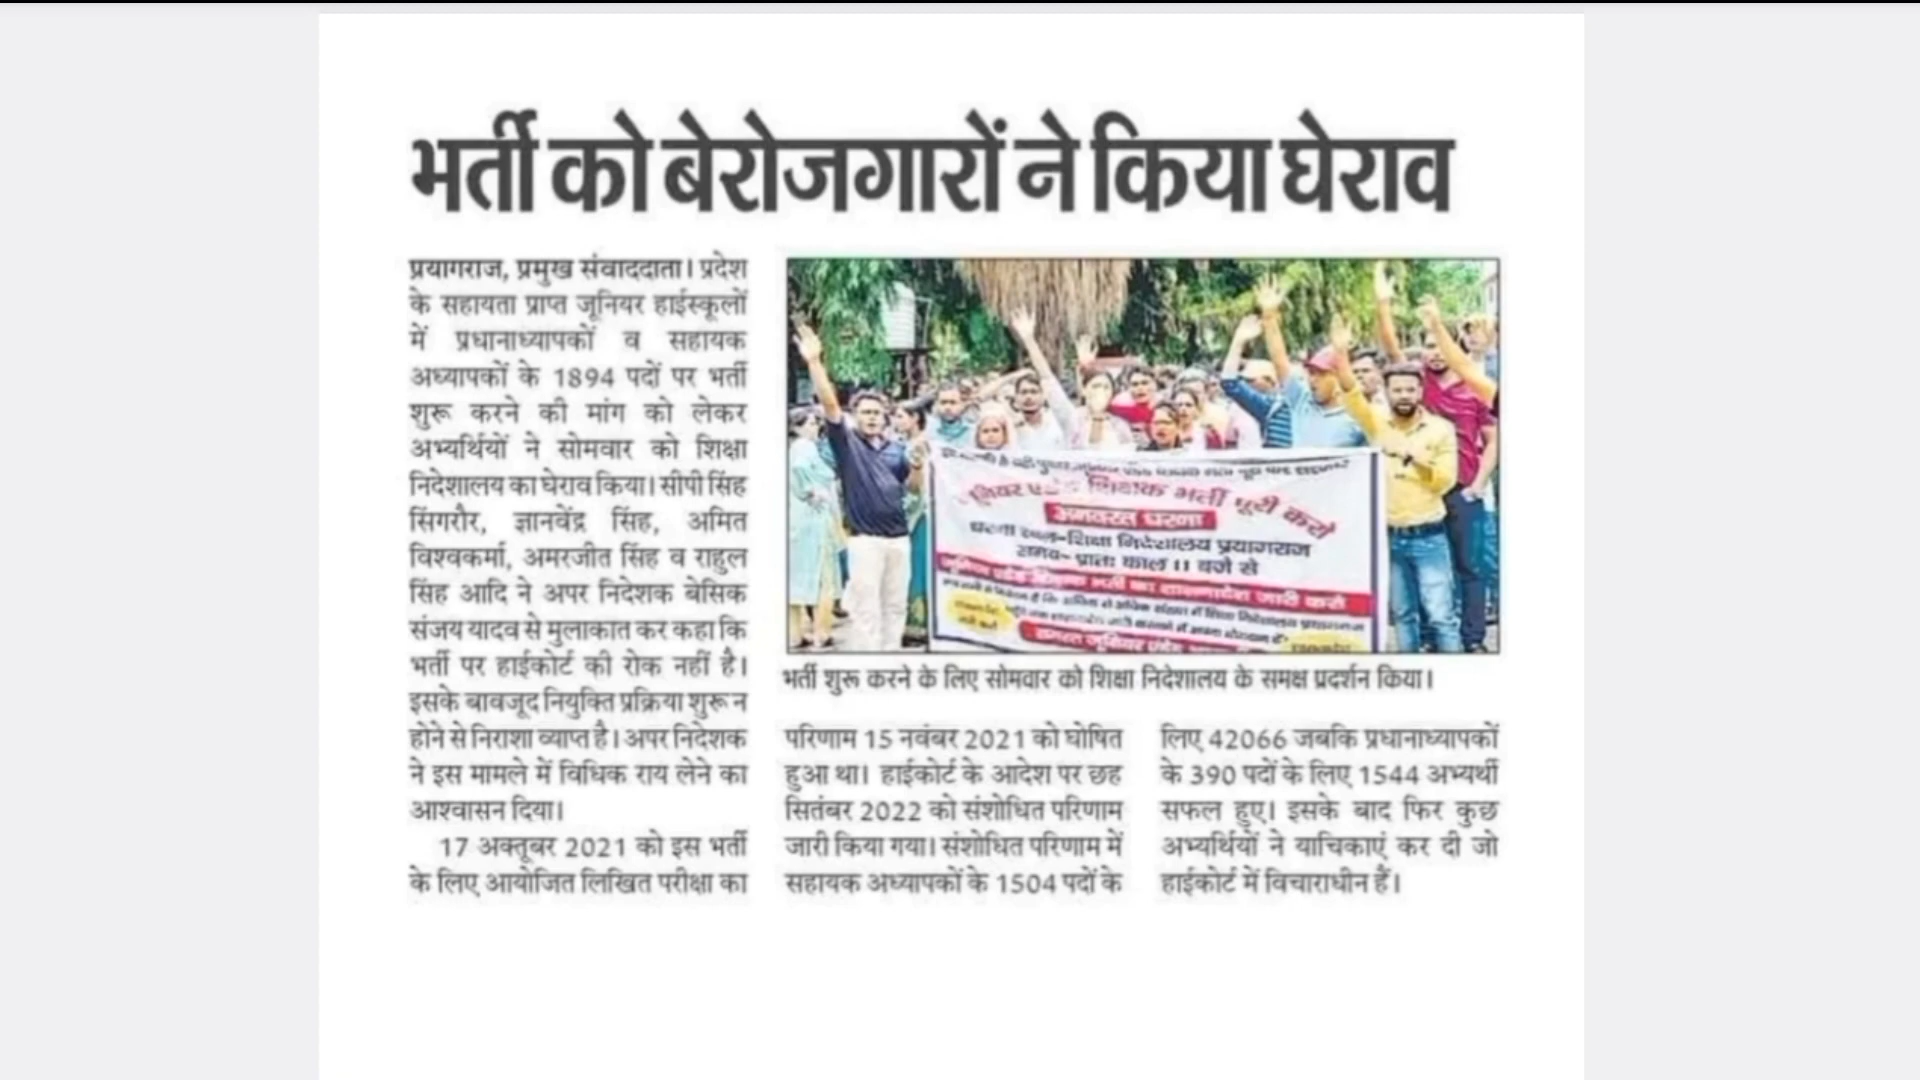 भर्ती को बेरोजगारों ने किया घेराव
प्रयागराज, प्रमुख संवाददाता। प्रदेश
के सहायता प्राप्त जूनियर हाईस्कूलों
में प्रधानाध्यापकों व सहायक
अध्यापकों के 1894 पदों पर भर्ती
शुरू करने की मांग को लेकर
अभ्यर्थियों ने सोमवार को शिक्षा
निदेशालय का घेराव किया। सीपी सिंह
सिंगरौर, ज्ञानवेंद्र सिंह, अमित
विश्वकर्मा, अमरजीत सिंह व राहुल
सिंह आदि ने अपर निदेशक बेसिक
संजय यादव से मुलाकात कर कहा कि
भर्ती पर हाईकोर्ट की रोक नहीं है।
इसके बावजूद नियुक्ति प्रक्रिया शुरू न
होने से निराशा व्याप्त है। अपर निदेशक
ने इस मामले में विधिक राय लेने का
आश्वासन दिया।
17 अक्तूबर 2021 को इस भर्ती
के लिए आयोजित लिखित परीक्षा का
शिक्षक भर्ती पूरी करो
अनवरत धरना
धरना स्थल-शिक्षा निदेशालय प्रयागराज
समय- प्रातः काल 11 बजे से
भर्ती का शासनादेश जारी करो
भर्ती शुरू करने के लिए सोमवार को शिक्षा निदेशालय के समक्ष प्रदर्शन किया।
परिणाम 15 नवंबर 2021 को घोषित
हुआ था। हाईकोर्ट के आदेश पर छह
सितंबर 2022 को संशोधित परिणाम
जारी किया गया। संशोधित परिणाम में
सहायक अध्यापकों के 1504 पदों के
लिए 42066 जबकि प्रधानाध्यापकों
के 390 पदों के लिए 1544 अभ्यर्थी
सफल हुए। इसके बाद फिर कुछ
अभ्यर्थियों ने याचिकाएं कर दी जो
हाईकोर्ट में विचाराधीन हैं।